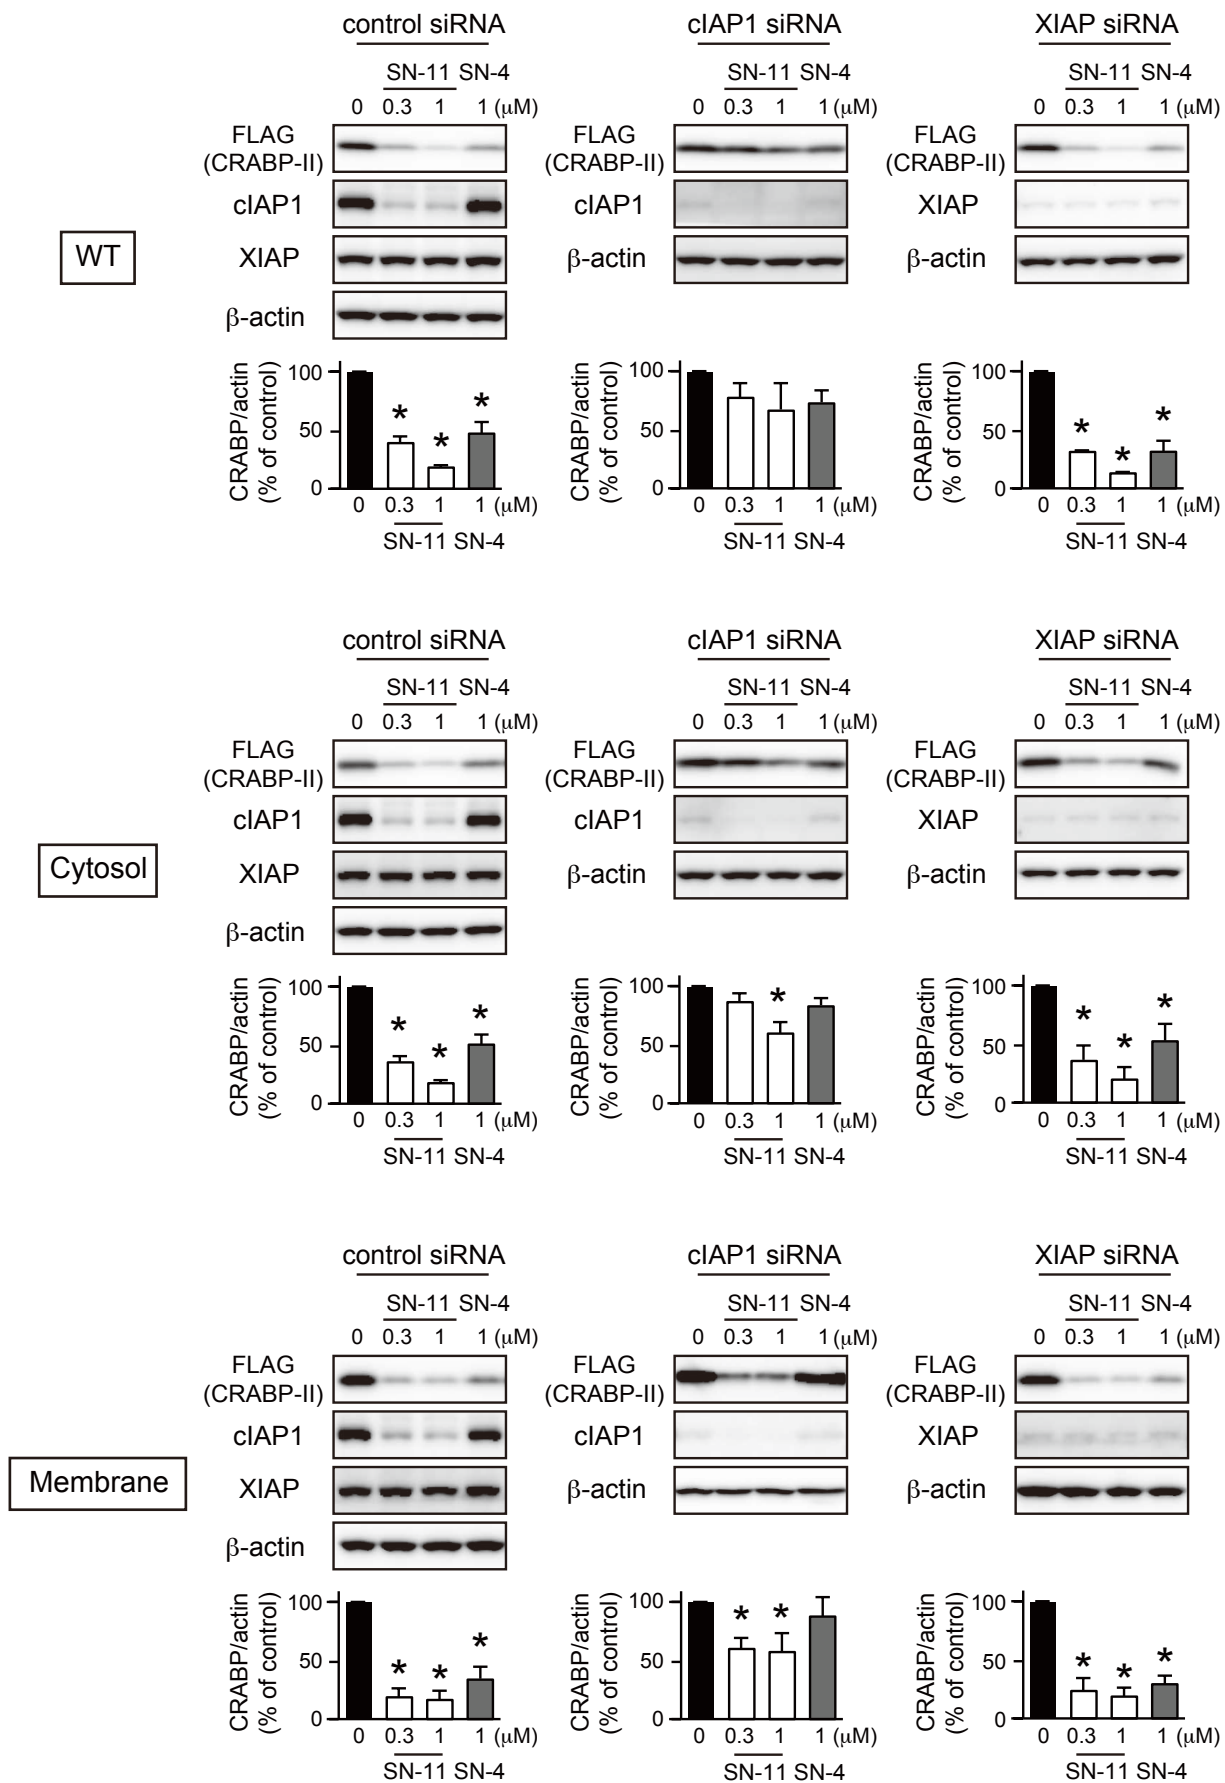 control siRNA cIAP1 siRNA XIAP siRNA
SN-11 SN-4 SN-11 SN-4 SN-11 SN-4
0 0.3 1 1 (μM) 0 0.3 1 1 (μM) 0 0.3 1 1 (μM)
FLAG FLAG FLAG
(CRABP-II) (CRABP-II) (CRABP-II)
cIAP1 cIAP1 XIAP
WT
XIAP β-actin β-actin
β-actin
CRABP/actin CRABP/actin CRABP/actin
(% of control) (% of control) (% of control)
100 100 100
* * * * * *
50 50 50
0 0 0
0 0.3 1 1 (μM) 0 0.3 1 1 (μM) 0 0.3 1 1 (μM)
SN-11 SN-4 SN-11 SN-4 SN-11 SN-4
control siRNA cIAP1 siRNA XIAP siRNA
SN-11 SN-4 SN-11 SN-4 SN-11 SN-4
0 0.3 1 1 (μM) 0 0.3 1 1 (μM) 0 0.3 1 1 (μM)
FLAG FLAG FLAG
(CRABP-II) (CRABP-II) (CRABP-II)
cIAP1 cIAP1 XIAP
Cytosol
XIAP β-actin β-actin
β-actin
CRABP/actin CRABP/actin CRABP/actin
(% of control) (% of control) (% of control)
100 100 100
* * * * * * *
50 50 50
0 0 0
0 0.3 1 1 (μM) 0 0.3 1 1 (μM) 0 0.3 1 1 (μM)
SN-11 SN-4 SN-11 SN-4 SN-11 SN-4
control siRNA cIAP1 siRNA XIAP siRNA
SN-11 SN-4 SN-11 SN-4 SN-11 SN-4
0 0.3 1 1 (μM) 0 0.3 1 1 (μM) 0 0.3 1 1 (μM)
FLAG FLAG FLAG
(CRABP-II) (CRABP-II) (CRABP-II)
cIAP1 cIAP1 XIAP
Membrane
XIAP β-actin β-actin
β-actin
CRABP/actin CRABP/actin CRABP/actin
(% of control) (% of control) (% of control)
100 100 100
* * * * * * * *
50 50 50
0 0 0
0 0.3 1 1 (μM) 0 0.3 1 1 (μM) 0 0.3 1 1 (μM)
SN-11 SN-4 SN-11 SN-4 SN-11 SN-4